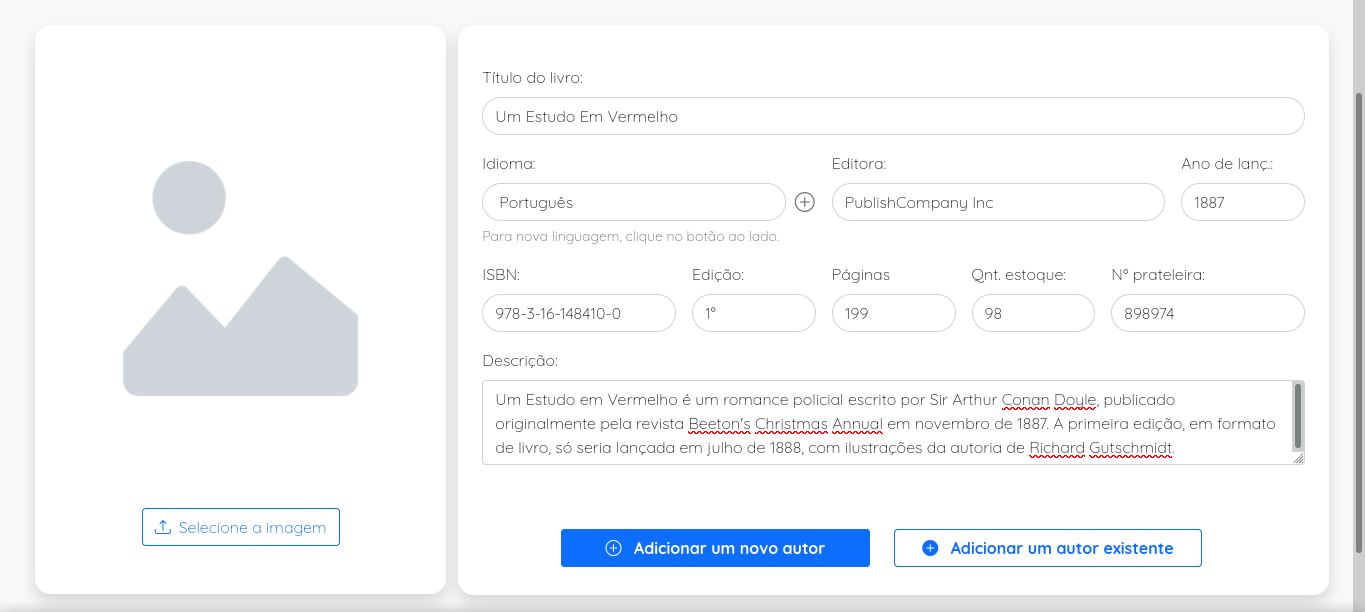 Título do livro:
Um Estudo Em Vermelho
Idioma:
Editora:
Ano de lanç.:
Português
PublishCompany Inc
1887
Para nova linguagem, clique no botão ao lado.
ISBN:
Edição:
Páginas
Qnt. estoque:
Nº prateleira:
978-3-16-148410-0
1°
199
98
898974
Descrição:
Um Estudo em Vermelho é um romance policial escrito por Sir Arthur Conan Doyle, publicado
originalmente pela revista Beeton's Christmas Annual em novembro de 1887. A primeira edição, em formato
de livro, só seria lançada em julho de 1888, com ilustrações da autoria de Richard Gutschmidt.
Selecione a imagem
Adicionar um novo autor
Adicionar um autor existente